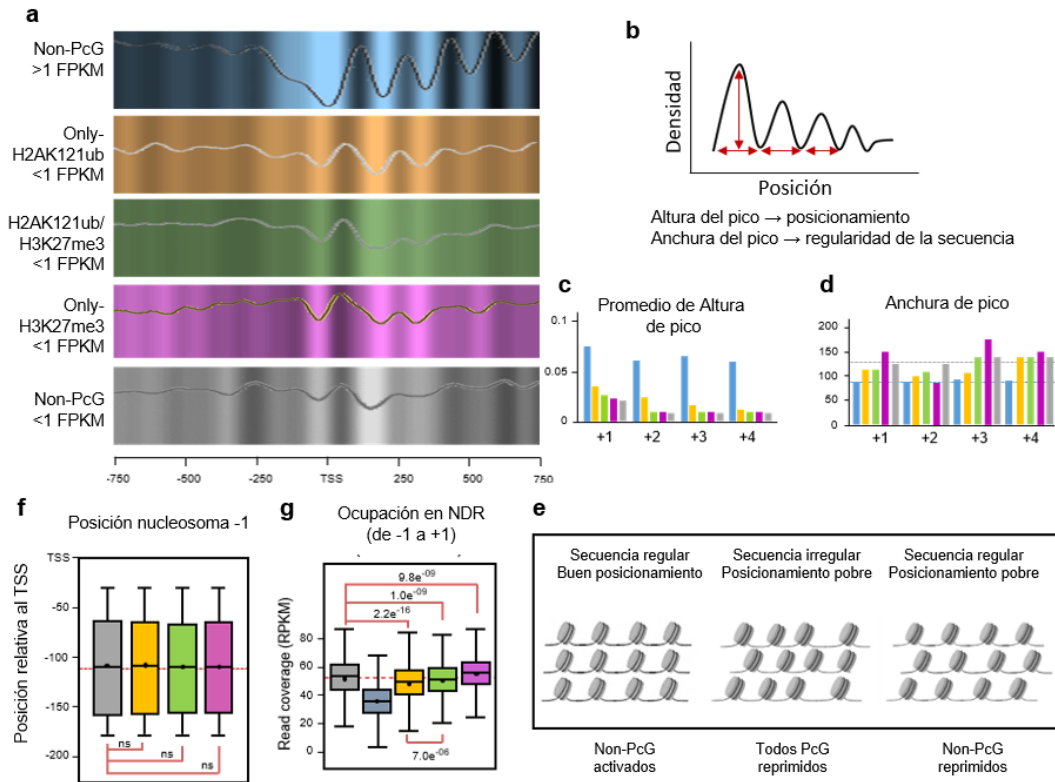 a
Non-PcG
>1 FPKM
Only-
H2AK121ub
<1 FPKM
H2AK121ub/
H3K27me3
<1 FPKM
Only-
H3K27me3
<1 FPKM
Non-PcG
<1 FPKM
-750 -500 -250 TSS 250 500 750
b
Densidad
Posición
Altura del pico → posicionamiento
Anchura del pico → regularidad de la secuencia
c
Promedio de Altura
de pico
0.1
0.05
0
+1 +2 +3 +4
d
Anchura de pico
200
150
100
50
0
+1 +2 +3 +4
f
Posición nucleosoma -1
Posición relativa al TSS
TSS
-50
-100
-150
-200
ns
ns
ns
g
Ocupación en NDR
(de -1 a +1)
Read coverage (RPKM)
80
60
40
20
0
9.8e-09
1.0e-09
2.2e-16
7.0e-06
e
Secuencia regular
Buen posicionamiento
Secuencia irregular
Posicionamiento pobre
Secuencia regular
Posicionamiento pobre
Non-PcG
activados
Todos PcG
reprimidos
Non-PcG
reprimidos